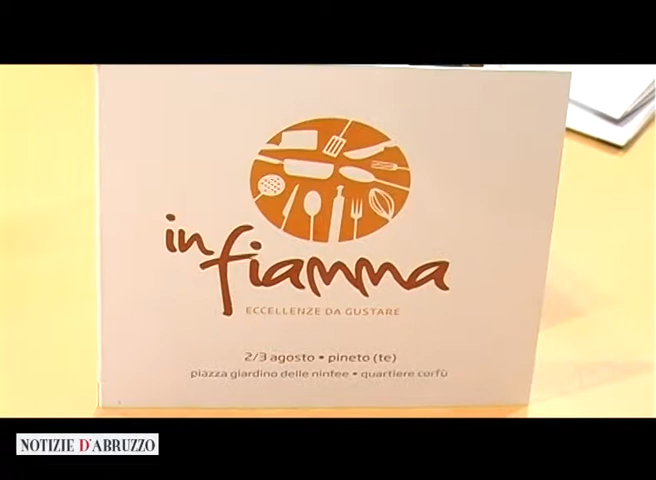 in
fiamma
ECCELLENZE DA GUSTARE
2/3 agosto • pineto (te)
piazza giardino delle ninfee • quartiere corfù
NOTIZIE D'ABRUZZO